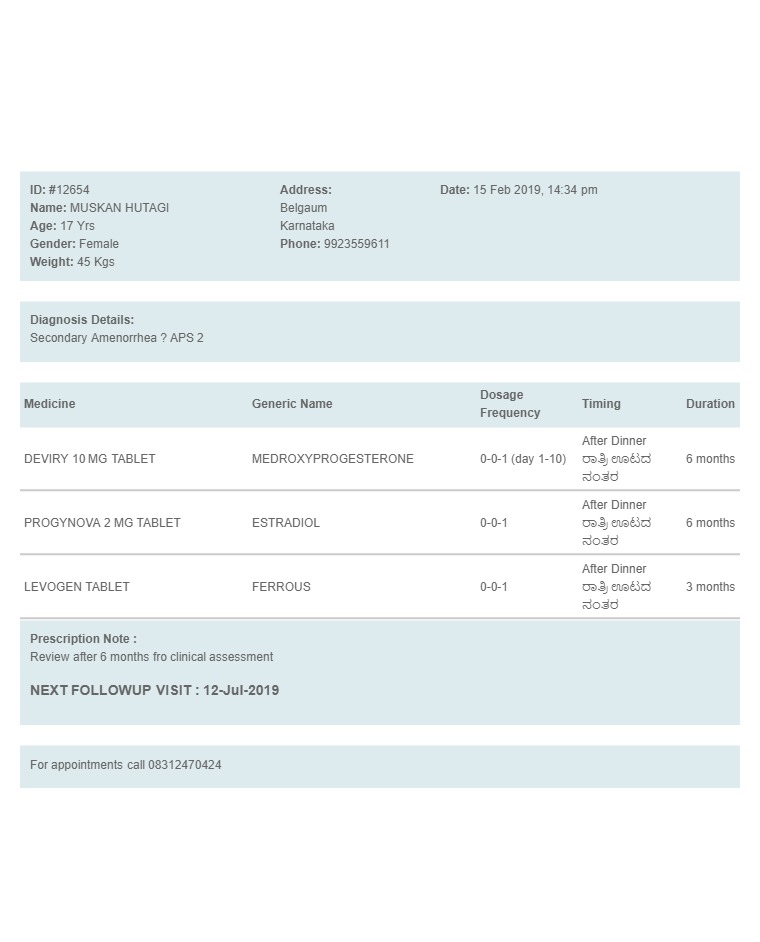 ID: #12654
Name: MUSKAN HUTAGI
Age: 17 Yrs
Gender: Female
Weight: 45 Kgs
Address:
Belgaum
Karnataka
Phone: 9923559611
Date: 15 Feb 2019, 14:34 pm
Diagnosis Details:
Secondary Amenorrhea ? APS 2
Medicine Generic Name Dosage Frequency Timing Duration
DEVIRY 10 MG TABLET MEDROXYPROGESTERONE 0-0-1 (day 1-10) After Dinner 6 months
ರಾತ್ರಿ ಊಟದ
ನಂತರ
PROGYNOVA 2 MG TABLET ESTRADIOL 0-0-1 After Dinner 6 months
ರಾತ್ರಿ ಊಟದ
ನಂತರ
LEVOGEN TABLET FERROUS 0-0-1 After Dinner 3 months
ರಾತ್ರಿ ಊಟದ
ನಂತರ
Prescription Note :
Review after 6 months fro clinical assessment
NEXT FOLLOWUP VISIT : 12-Jul-2019
For appointments call 08312470424